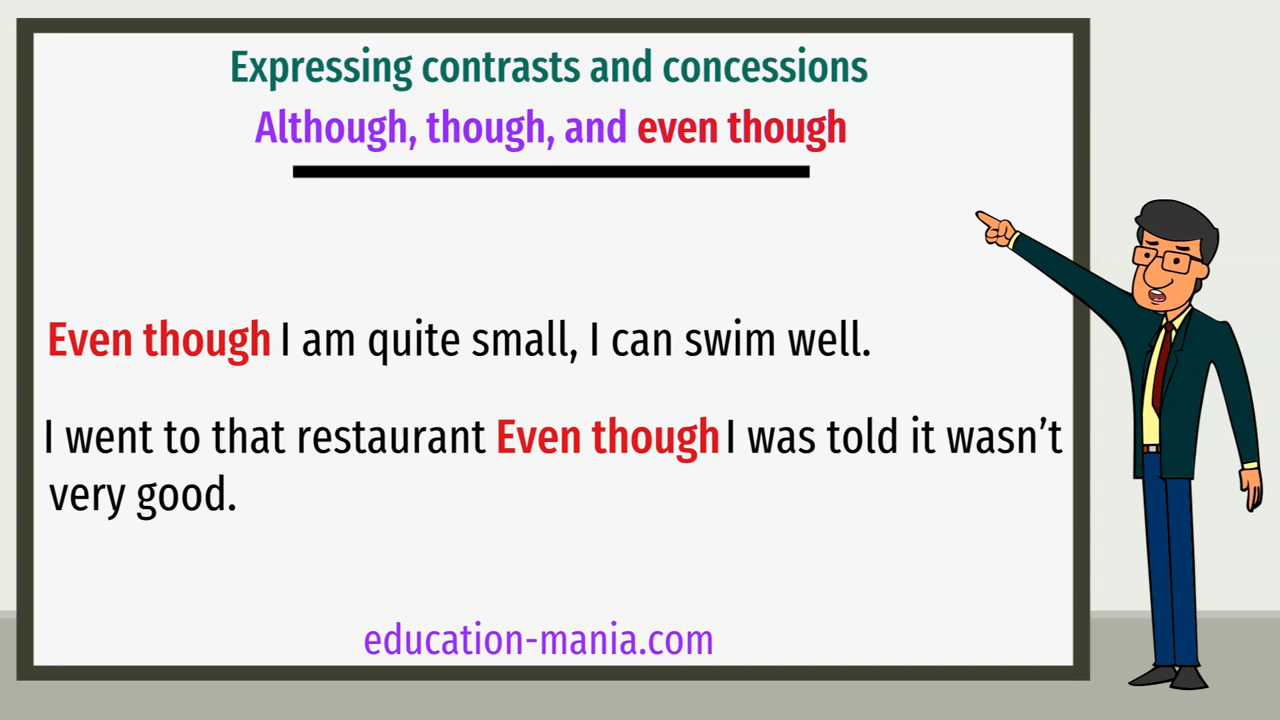 Expressing contrasts and concessions
Although, though, and even though
Even though I am quite small, I can swim well.
I went to that restaurant Even though I was told it wasn’t
very good.
education-mania.com